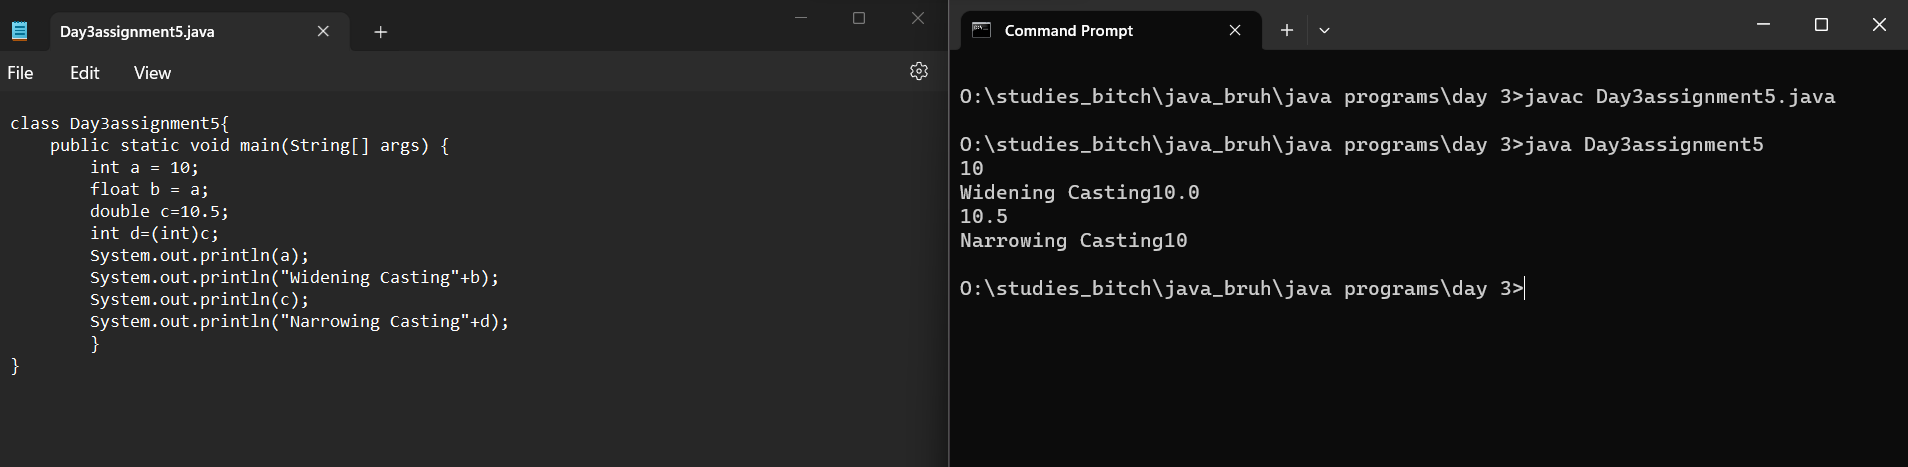 Day3assignment5.java
File Edit View
class Day3assignment5{
    public static void main(String[] args) {
        int a = 10;
        float b = a;
        double c=10.5;
        int d=(int)c;
        System.out.println(a);
        System.out.println("Widening Casting"+b);
        System.out.println(c);
        System.out.println("Narrowing Casting"+d);
        }
}
Command Prompt
O:\studies_bitch\java_bruh\java programs\day 3>javac Day3assignment5.java
O:\studies_bitch\java_bruh\java programs\day 3>java Day3assignment5
10
Widening Casting10.0
10.5
Narrowing Casting10
O:\studies_bitch\java_bruh\java programs\day 3>